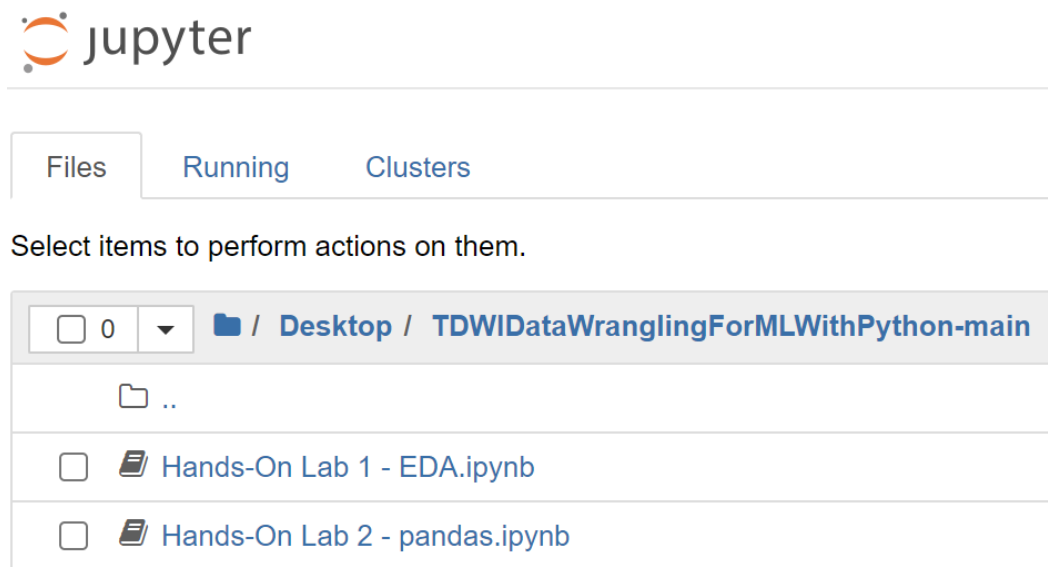 jupyter
Files Running Clusters
Select items to perform actions on them.
0 / Desktop / TDWIDataWranglingForMLWithPython-main
..
Hands-On Lab 1 - EDA.ipynb
Hands-On Lab 2 - pandas.ipynb